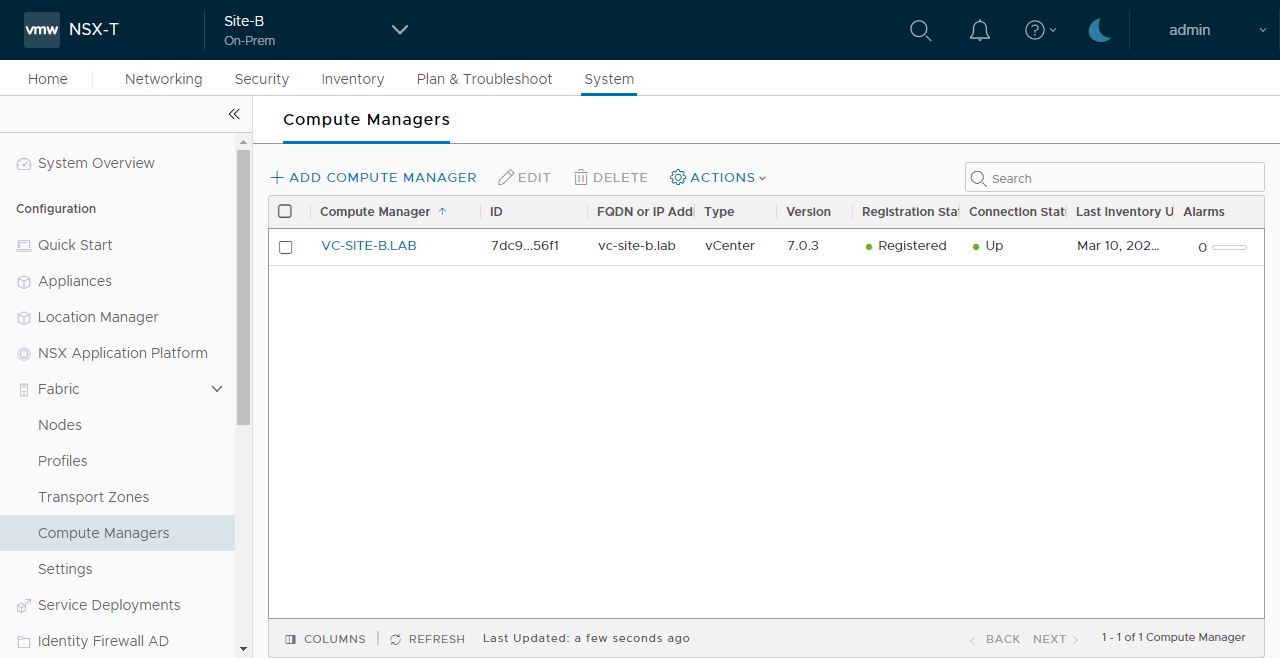 vmw NSX-T
Site-B
On-Prem
admin
Home Networking Security Inventory Plan & Troubleshoot System
Compute Managers
System Overview
Configuration
Quick Start
Appliances
Location Manager
NSX Application Platform
Fabric
Nodes
Profiles
Transport Zones
Compute Managers
Settings
Service Deployments
Identity Firewall AD
+ ADD COMPUTE MANAGER EDIT DELETE ACTIONS
Search
Compute Manager ID FQDN or IP Add Type Version Registration Stat Connection Stat Last Inventory U Alarms
VC-SITE-B.LAB 7dc9...56f1 vc-site-b.lab vCenter 7.0.3 Registered Up Mar 10, 202... 0
COLUMNS REFRESH Last Updated: a few seconds ago BACK NEXT 1 - 1 of 1 Compute Manager